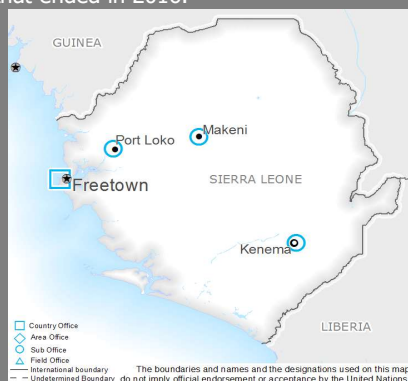 that ended in 2016.
GUINEA
Makeni
Port Loko
Freetown
SIERRA LEONE
Kenema
LIBERIA
Country Office
Area Office
Sub Office
Field Office
International boundary
Undetermined Boundary
The boundaries and names and the designations used on this map
do not imply official endorsement or acceptance by the United Nations.